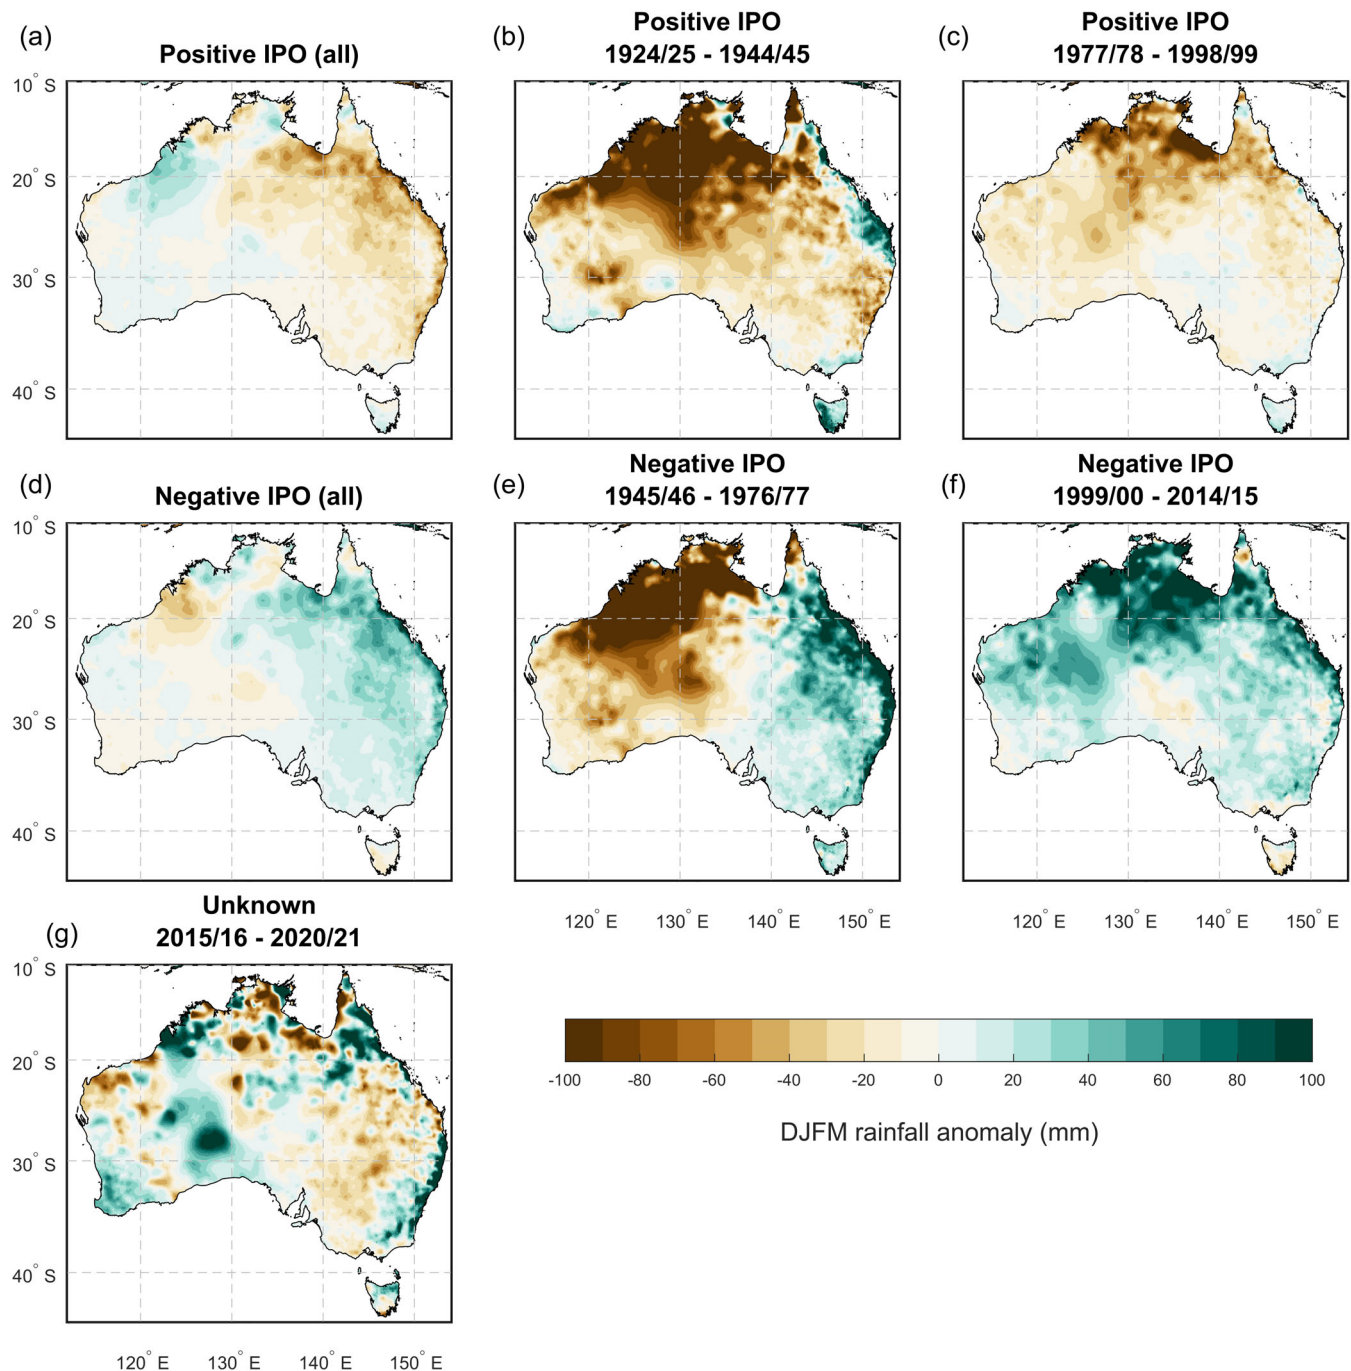 (a)
Positive IPO (all)
(b)
Positive IPO
1924/25 - 1944/45
(c)
Positive IPO
1977/78 - 1998/99
10° S
20° S
30° S
40° S
(d)
Negative IPO (all)
(e)
Negative IPO
1945/46 - 1976/77
(f)
Negative IPO
1999/00 - 2014/15
10° S
20° S
30° S
40° S
120° E 130° E 140° E 150° E
120° E 130° E 140° E 150° E
(g)
Unknown
2015/16 - 2020/21
10° S
20° S
30° S
40° S
120° E 130° E 140° E 150° E
-100 -80 -60 -40 -20 0 20 40 60 80 100
DJFM rainfall anomaly (mm)